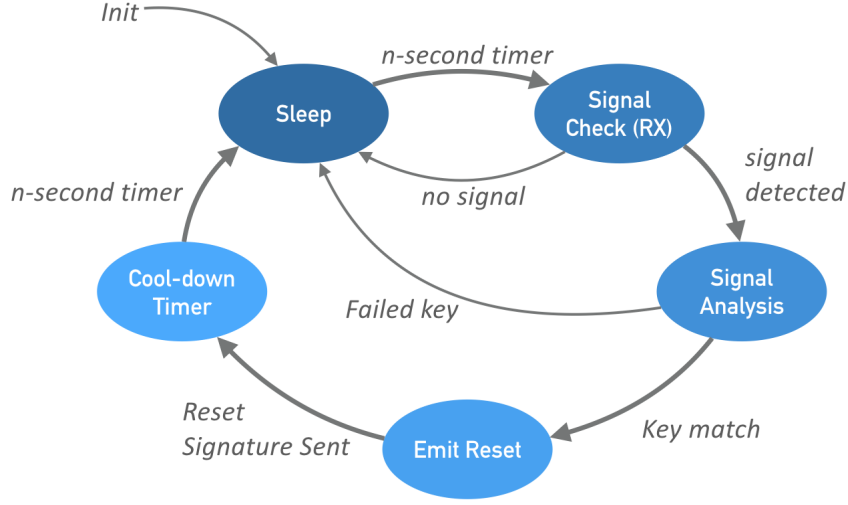 Init
n-second timer
Sleep
Signal
Check (RX)
signal
detected
no signal
n-second timer
Cool-down
Timer
Signal
Analysis
Failed key
Reset
Signature Sent
Emit Reset
Key match